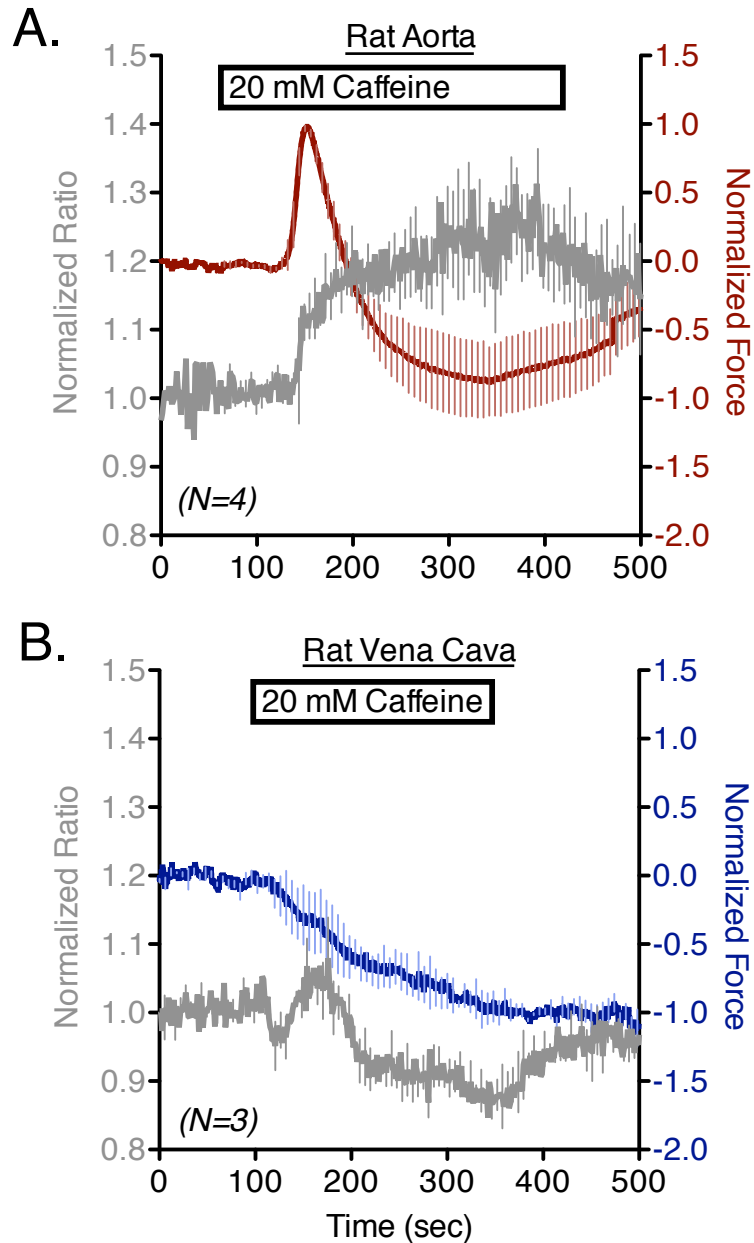 A.
Rat Aorta
20 mM Caffeine
Normalized Ratio
1.5
1.4
1.3
1.2
1.1
1.0
0.9
0.8
1.5
1.0
0.5
0.0
-0.5
-1.0
-1.5
-2.0
Normalized Force
(N=4)
0 100 200 300 400 500
B.
Rat Vena Cava
20 mM Caffeine
Normalized Ratio
1.5
1.4
1.3
1.2
1.1
1.0
0.9
0.8
1.5
1.0
0.5
0.0
-0.5
-1.0
-1.5
-2.0
Normalized Force
(N=3)
0 100 200 300 400 500
Time (sec)